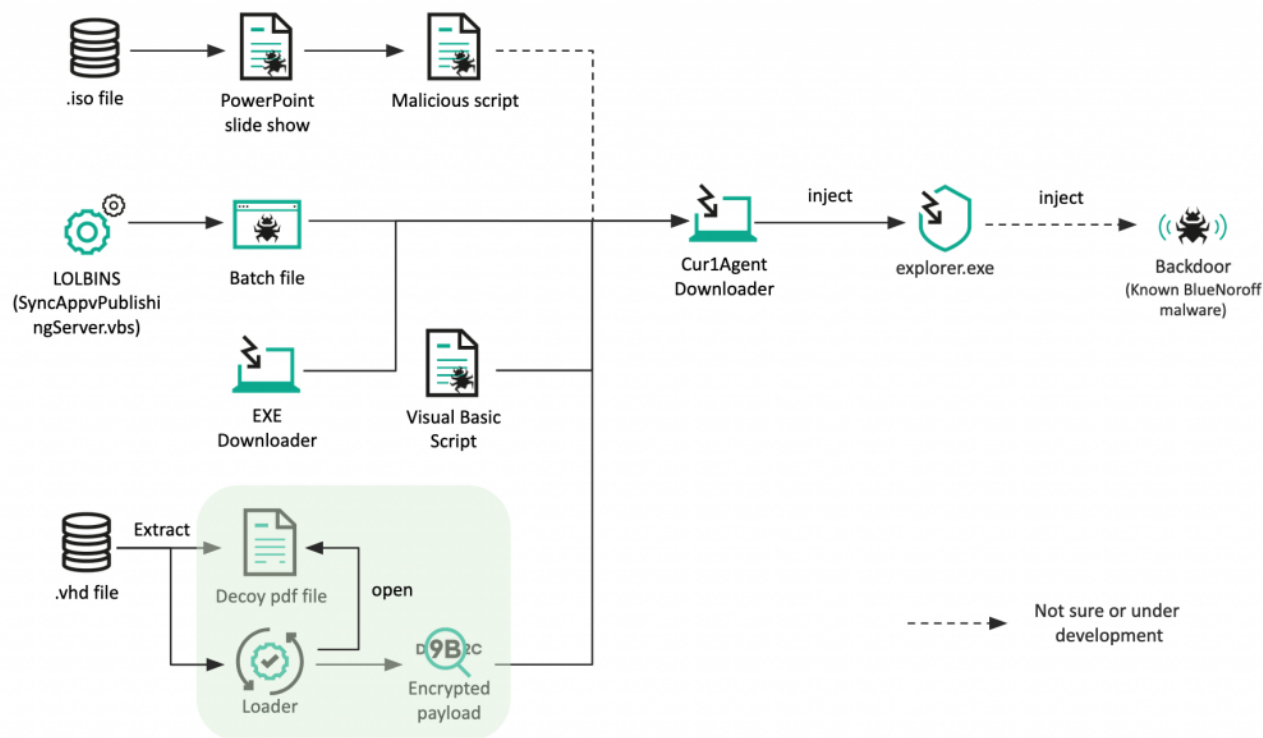 .iso file
PowerPoint
slide show
Malicious script
LOLBINS
(SyncAppvPublishi
ngServer.vbs)
Batch file
inject
inject
Cur1Agent
Downloader
explorer.exe
Backdoor
(Known BlueNoroff
malware)
EXE
Downloader
Visual Basic
Script
.vhd file
Extract
Decoy pdf file
open
Loader
D9B2C
Encrypted
payload
Not sure or under
development